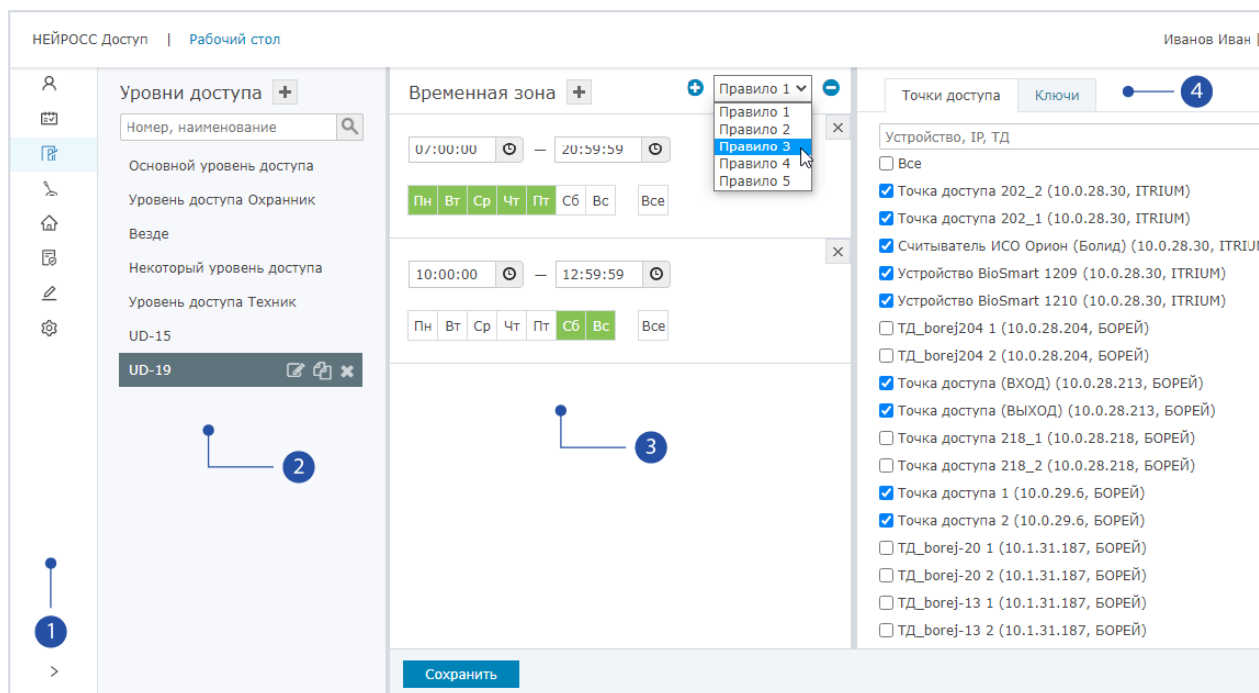 НЕЙРОСС Доступ | Рабочий стол
Иванов Иван |
Уровни доступа +
Номер, наименование
Основной уровень доступа
Уровень доступа Охранник
Везде
Некоторый уровень доступа
Уровень доступа Техник
UD-15
UD-19
2
1
Временная зона +
Правило 1
Правило 1
Правило 2
Правило 3
Правило 4
Правило 5
07:00:00 — 20:59:59
Пн Вт Ср Чт Пт Сб Вс Все
10:00:00 — 12:59:59
Пн Вт Ср Чт Пт Сб Вс Все
3
Сохранить
Точки доступа Ключи
4
Устройство, IP, ТД
Все
Точка доступа 202_2 (10.0.28.30, ITRIUM)
Точка доступа 202_1 (10.0.28.30, ITRIUM)
Считыватель ИСО Орион (Болид) (10.0.28.30, ITRIUM
Устройство BioSmart 1209 (10.0.28.30, ITRIUM)
Устройство BioSmart 1210 (10.0.28.30, ITRIUM)
ТД_borej204 1 (10.0.28.204, БОРЕЙ)
ТД_borej204 2 (10.0.28.204, БОРЕЙ)
Точка доступа (ВХОД) (10.0.28.213, БОРЕЙ)
Точка доступа (ВЫХОД) (10.0.28.213, БОРЕЙ)
Точка доступа 218_1 (10.0.28.218, БОРЕЙ)
Точка доступа 218_2 (10.0.28.218, БОРЕЙ)
Точка доступа 1 (10.0.29.6, БОРЕЙ)
Точка доступа 2 (10.0.29.6, БОРЕЙ)
ТД_borej-20 1 (10.1.31.187, БОРЕЙ)
ТД_borej-20 2 (10.1.31.187, БОРЕЙ)
ТД_borej-13 1 (10.1.31.187, БОРЕЙ)
ТД_borej-13 2 (10.1.31.187, БОРЕЙ)